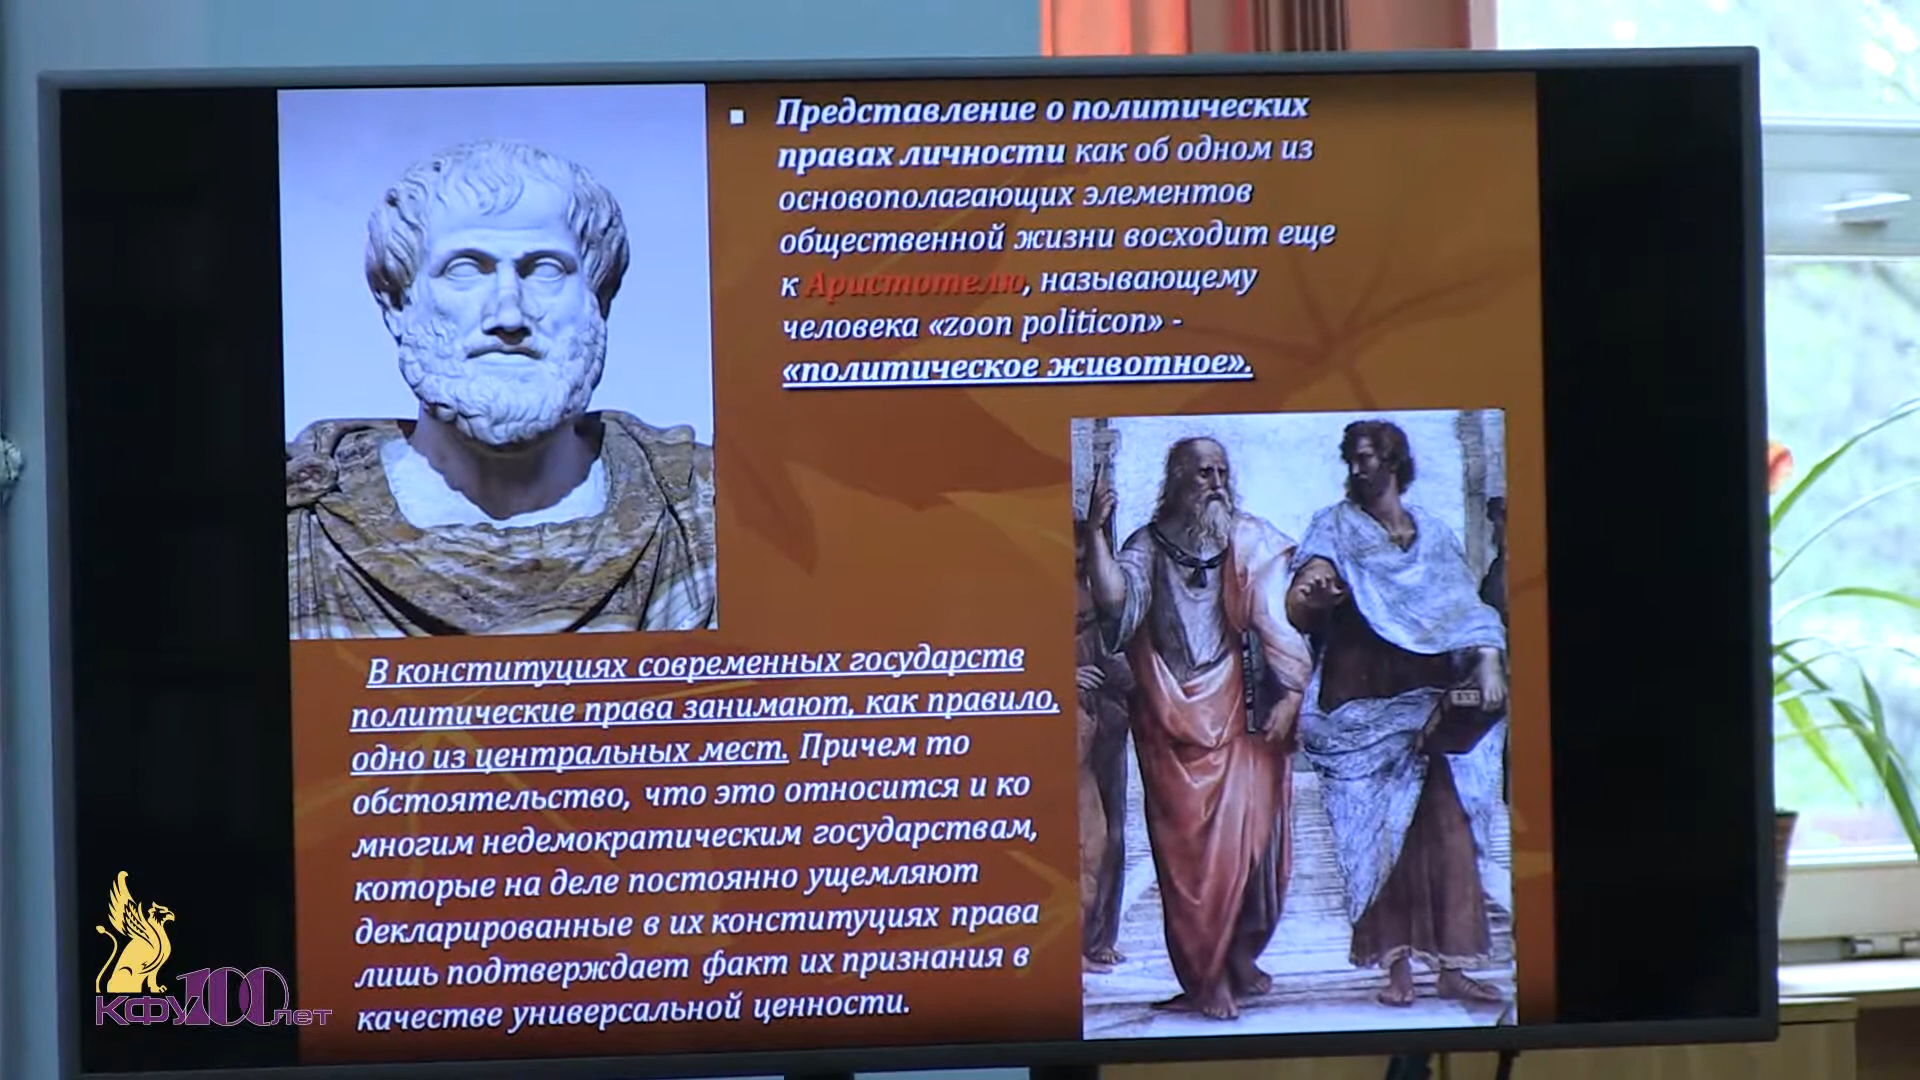 Представление о политических
правах личности как об одном из
основополагающих элементов
общественной жизни восходит еще
к Аристотелю, называющему
человека «zoon politicon» -
«политическое животное».
В конституциях современных государств
политические права занимают, как правило,
одно из центральных мест. Причем то
обстоятельство, что это относится и ко
многим недемократическим государствам,
которые на деле постоянно ущемляют
декларированные в их конституциях права
лишь подтверждает факт их признания в
качестве универсальной ценности.
КФУ 100 лет